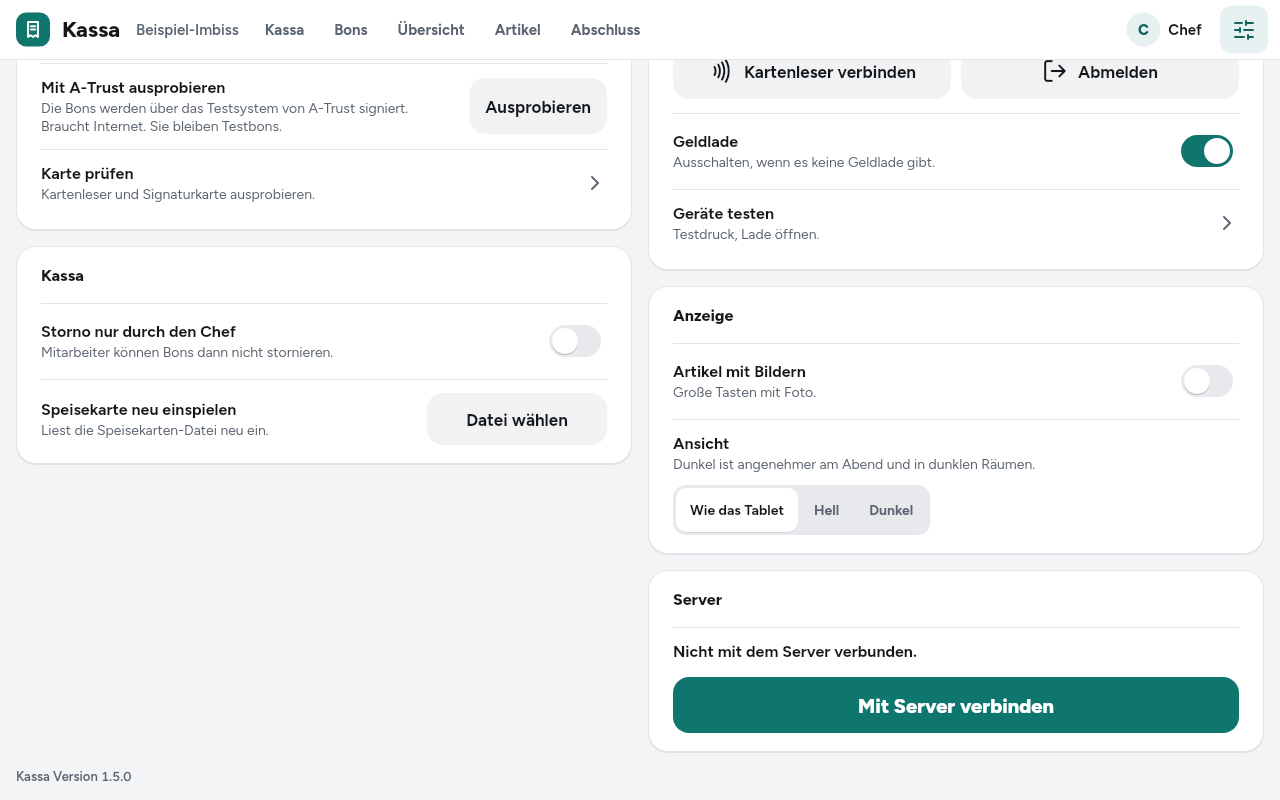 Kassa
Beispiel-Imbiss
Kassa
Bons
Übersicht
Artikel
Abschluss
C
Chef
Mit A-Trust ausprobieren
Die Bons werden über das Testsystem von A-Trust signiert.
Braucht Internet. Sie bleiben Testbons.
Ausprobieren
Karte prüfen
Kartenleser und Signaturkarte ausprobieren.
Kassa
Storno nur durch den Chef
Mitarbeiter können Bons dann nicht stornieren.
Speisekarte neu einspielen
Liest die Speisekarten-Datei neu ein.
Datei wählen
Kartenleser verbinden
Abmelden
Geldlade
Ausschalten, wenn es keine Geldlade gibt.
Geräte testen
Testdruck, Lade öffnen.
Anzeige
Artikel mit Bildern
Große Tasten mit Foto.
Ansicht
Dunkel ist angenehmer am Abend und in dunklen Räumen.
Wie das Tablet
Hell
Dunkel
Server
Nicht mit dem Server verbunden.
Mit Server verbinden
Kassa Version 1.5.0